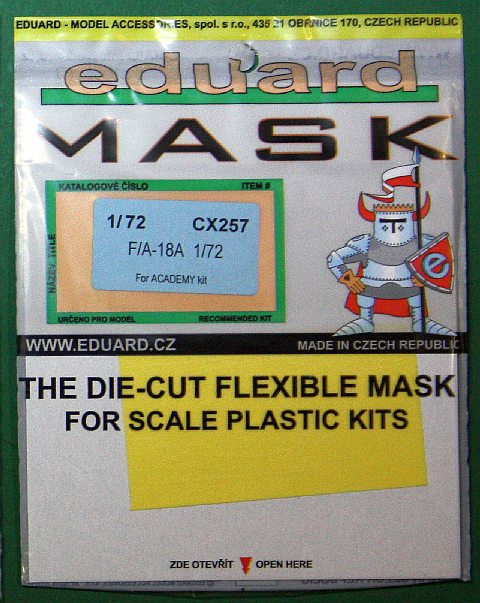 EDUARD - MODEL ACCESSORIES, spol. s r.o., 435 21 OBRNICE 170, CZECH REPUBLIC
eduard
MASK
KATALOGOVÉ ČÍSLO ITEM #
1/72 CX257
F/A-18A 1/72
For ACADEMY kit
NÁZEV TITLE
URČENO PRO MODEL RECOMMENDED KIT
e
WWW.EDUARD.CZ MADE IN CZECH REPUBLIC
THE DIE-CUT FLEXIBLE MASK
FOR SCALE PLASTIC KITS
ZDE OTEVŘÍT OPEN HERE